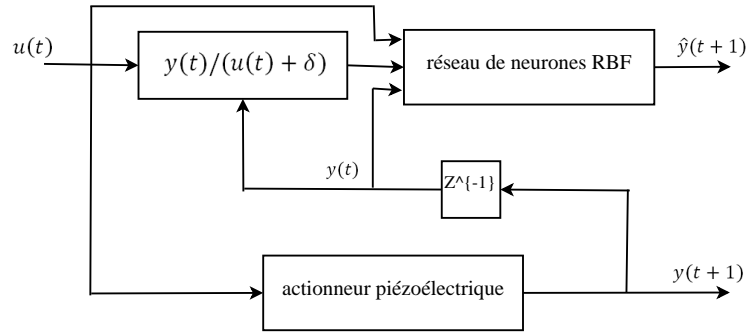 u(t)
y(t)/(u(t) + δ)
réseau de neurones RBF
ŷ(t + 1)
y(t)
Z^{-1}
actionneur piézoélectrique
y(t + 1)